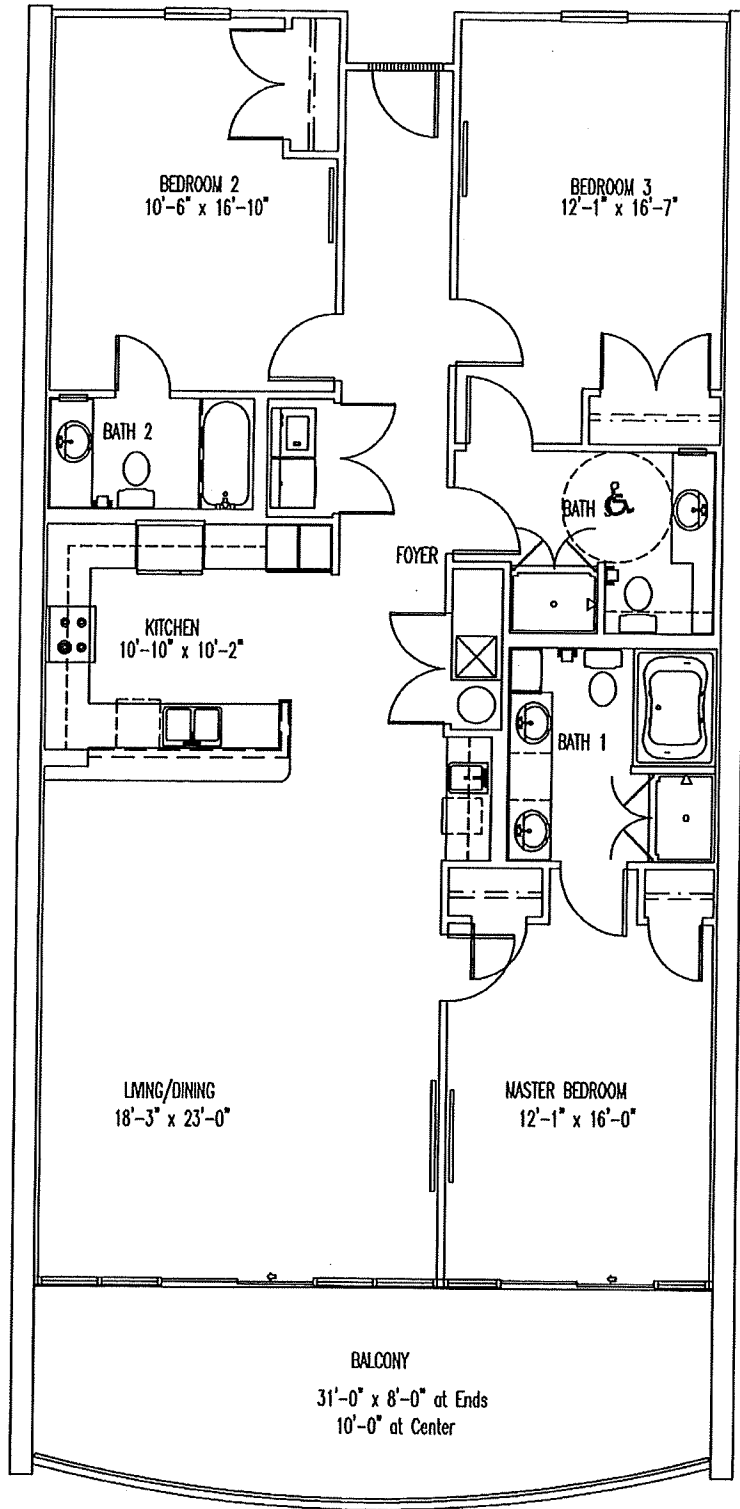 BEDROOM 2
10'-6" x 16'-10"
BEDROOM 3
12'-1" x 16'-7"
BATH 2
BATH 3
FOYER
KITCHEN
10'-10" x 10'-2"
BATH 1
LIVING/DINING
18'-3" x 23'-0"
MASTER BEDROOM
12'-1" x 16'-0"
BALCONY
31'-0" x 8'-0" at Ends
10'-0" at Center